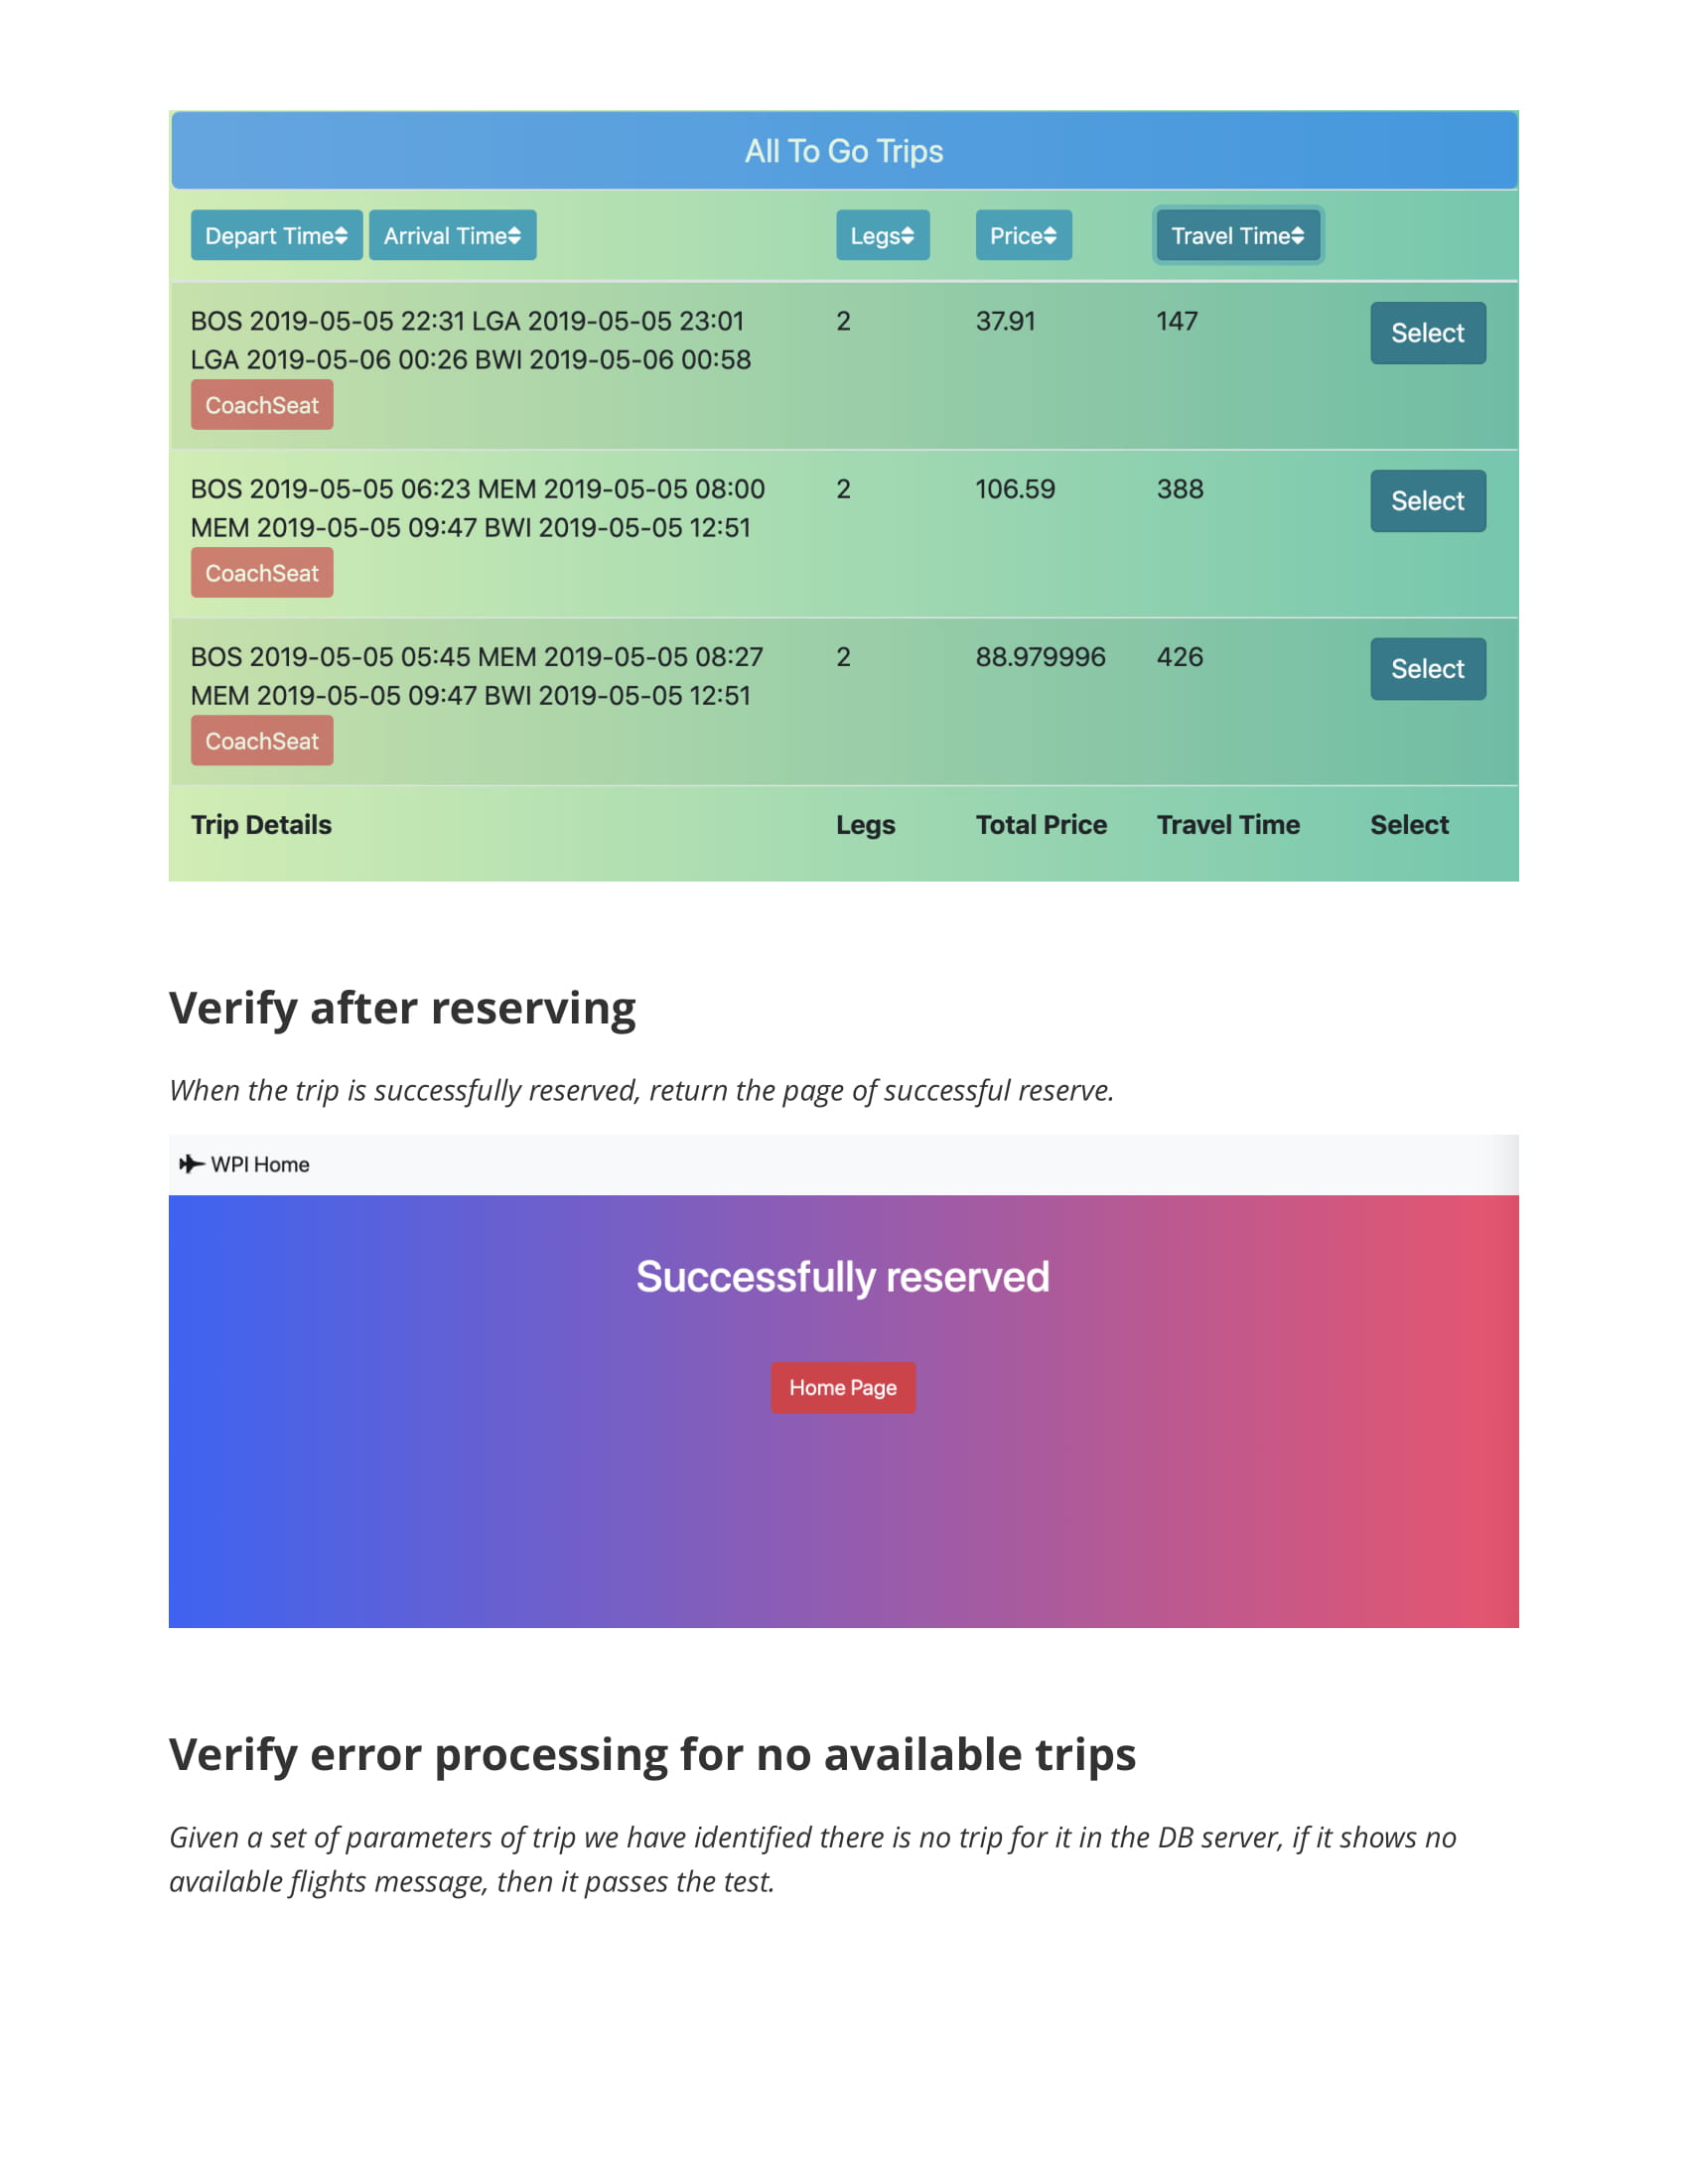 All To Go Trips
Depart Time Arrival Time Legs Price Travel Time
BOS 2019-05-05 22:31 LGA 2019-05-05 23:01 2 37.91 147 Select
LGA 2019-05-06 00:26 BWI 2019-05-06 00:58
CoachSeat
BOS 2019-05-05 06:23 MEM 2019-05-05 08:00 2 106.59 388 Select
MEM 2019-05-05 09:47 BWI 2019-05-05 12:51
CoachSeat
BOS 2019-05-05 05:45 MEM 2019-05-05 08:27 2 88.979996 426 Select
MEM 2019-05-05 09:47 BWI 2019-05-05 12:51
CoachSeat
Trip Details Legs Total Price Travel Time Select
Verify after reserving
When the trip is successfully reserved, return the page of successful reserve.
WPI Home
Successfully reserved
Home Page
Verify error processing for no available trips
Given a set of parameters of trip we have identified there is no trip for it in the DB server, if it shows no
available flights message, then it passes the test.